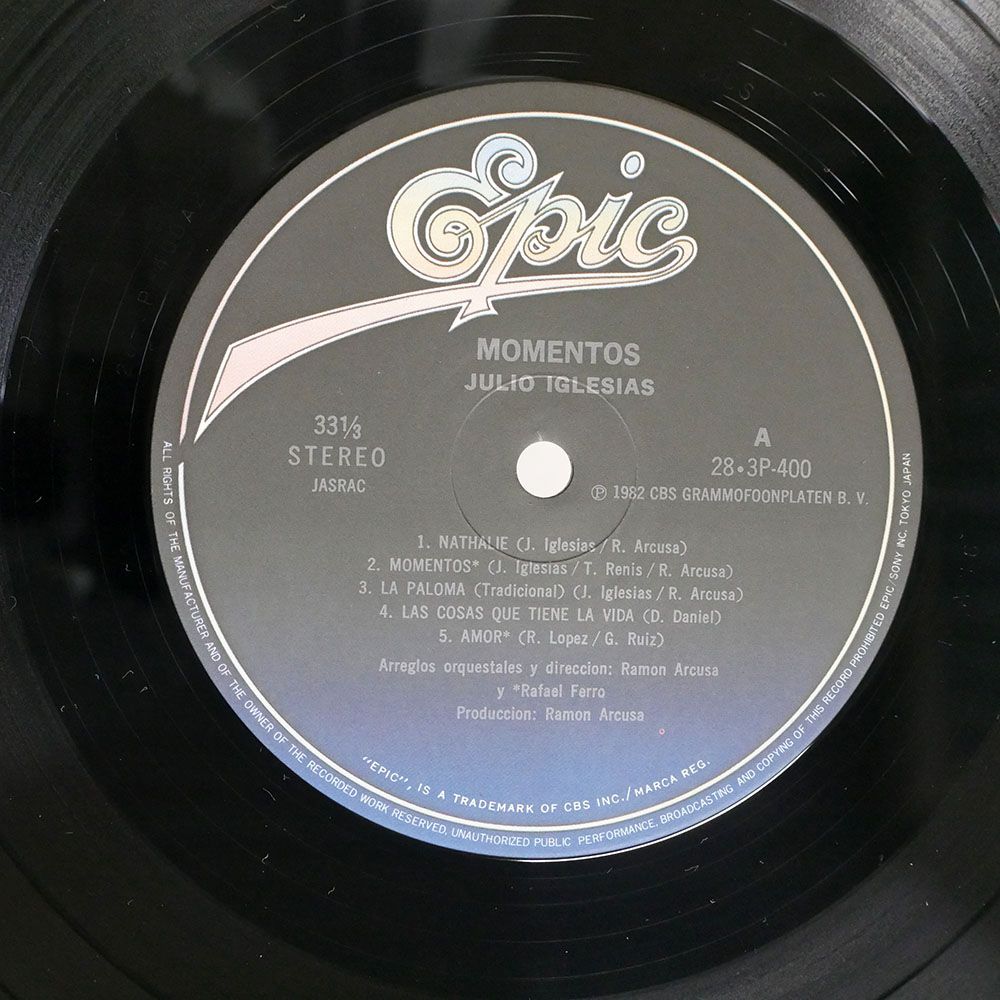 Epic
MOMENTOS
JULIO IGLESIAS
33⅓
STEREO
JASRAC
A
28・3P-400
Ⓟ 1982 CBS GRAMMOFOONPLATEN B. V.
1. NATHALIE (J. Iglesias / R. Arcusa)
2. MOMENTOS* (J. Iglesias / T. Renis / R. Arcusa)
3. LA PALOMA (Tradicional) (J. Iglesias / R. Arcusa)
4. LAS COSAS QUE TIENE LA VIDA (D. Daniel)
5. AMOR* (R. Lopez / G. Ruiz)
Arreglos orquestales y direccion: Ramon Arcusa
y *Rafael Ferro
Produccion: Ramon Arcusa
"EPIC", IS A TRADEMARK OF CBS INC. / MARCA REG.
ALL RIGHTS OF THE MANUFACTURER AND OF THE OWNER OF THE RECORDED WORK RESERVED. UNAUTHORIZED PUBLIC PERFORMANCE, BROADCASTING AND COPYING OF THIS RECORD PROHIBITED EPIC/SONY INC. TOKYO JAPAN